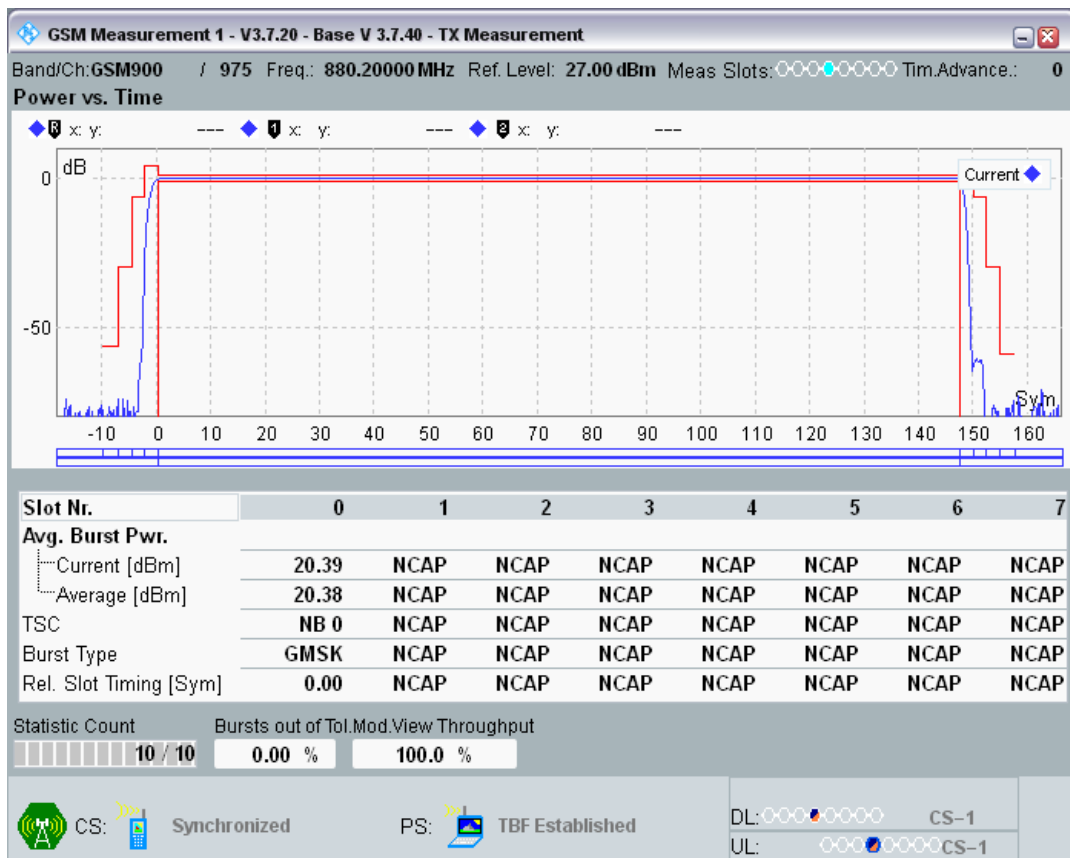 GSM Measurement 1 - V3.7.20 - Base V 3.7.40 - TX Measurement
Band/Ch:GSM900 / 975 Freq.: 880.20000 MHz Ref. Level: 27.00 dBm Meas Slots: Tim.Advance.: 0
Power vs. Time
R x: y: --- 1 x: y: --- 2 x: y: ---
dB
Current
0
-50
Sym
-10 0 10 20 30 40 50 60 70 80 90 100 110 120 130 140 150 160
Slot Nr. 0 1 2 3 4 5 6 7
Avg. Burst Pwr.
Current [dBm] 20.39 NCAP NCAP NCAP NCAP NCAP NCAP NCAP
Average [dBm] 20.38 NCAP NCAP NCAP NCAP NCAP NCAP NCAP
TSC NB 0 NCAP NCAP NCAP NCAP NCAP NCAP NCAP
Burst Type GMSK NCAP NCAP NCAP NCAP NCAP NCAP NCAP
Rel. Slot Timing [Sym] 0.00 NCAP NCAP NCAP NCAP NCAP NCAP NCAP
Statistic Count Bursts out of Tol.Mod.View Throughput
10 / 10 0.00 % 100.0 %
CS: Synchronized PS: TBF Established
DL: CS-1
UL: CS-1